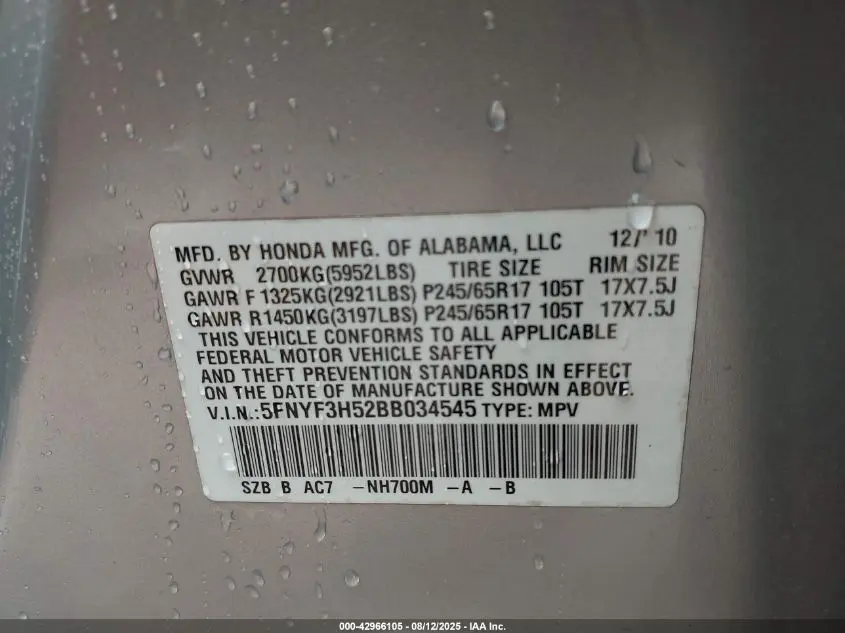 MFD. BY HONDA MFG. OF ALABAMA, LLC 12/' 10
GVWR 2700KG(5952LBS) TIRE SIZE RIM SIZE
GAWR F 1325KG(2921LBS) P245/65R17 105T 17X7.5J
GAWR R1450KG(3197LBS) P245/65R17 105T 17X7.5J
THIS VEHICLE CONFORMS TO ALL APPLICABLE
FEDERAL MOTOR VEHICLE SAFETY
AND THEFT PREVENTION STANDARDS IN EFFECT
ON THE DATE OF MANUFACTURE SHOWN ABOVE.
V.I.N.:5FNYF3H52BB034545 TYPE: MPV
SZB B AC7 -NH700M -A -B
000-42966105 - 08/12/2025 - IAA Inc.